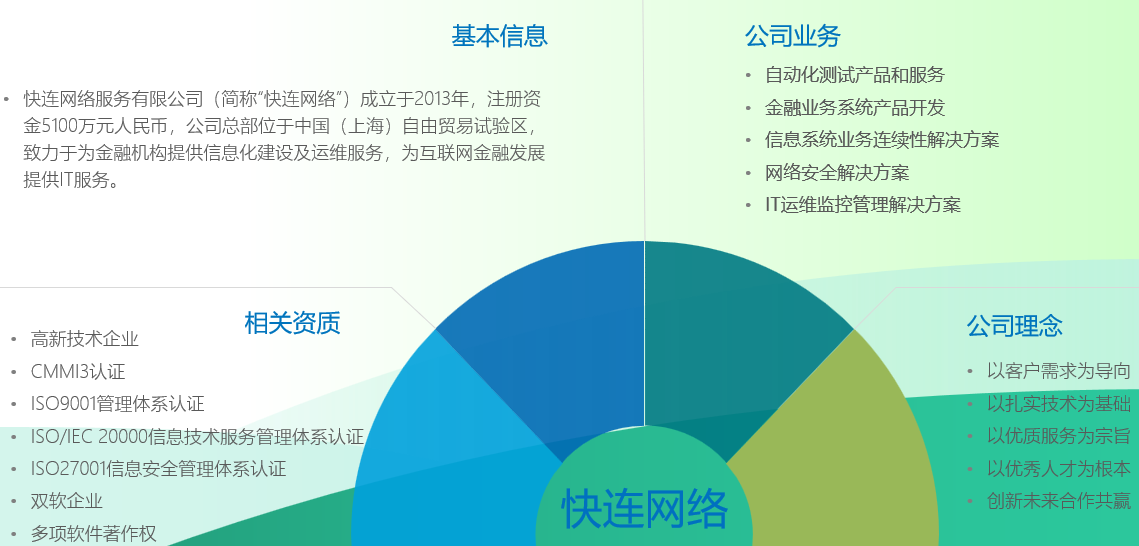 基本信息
快连网络服务有限公司（简称“快连网络”）成立于2013年，注册资
金5100万元人民币，公司总部位于中国（上海）自由贸易试验区，
致力于为金融机构提供信息化建设及运维服务，为互联网金融发展
提供IT服务。
公司业务
自动化测试产品和服务
金融业务系统产品开发
信息系统业务连续性解决方案
网络安全解决方案
IT运维监控管理解决方案
相关资质
高新技术企业
CMMI3认证
ISO9001管理体系认证
ISO/IEC 20000信息技术服务管理体系认证
ISO27001信息安全管理体系认证
双软企业
多项软件著作权
公司理念
以客户需求为导向
以扎实技术为基础
以优质服务为宗旨
以优秀人才为根本
创新未来合作共赢
快连网络